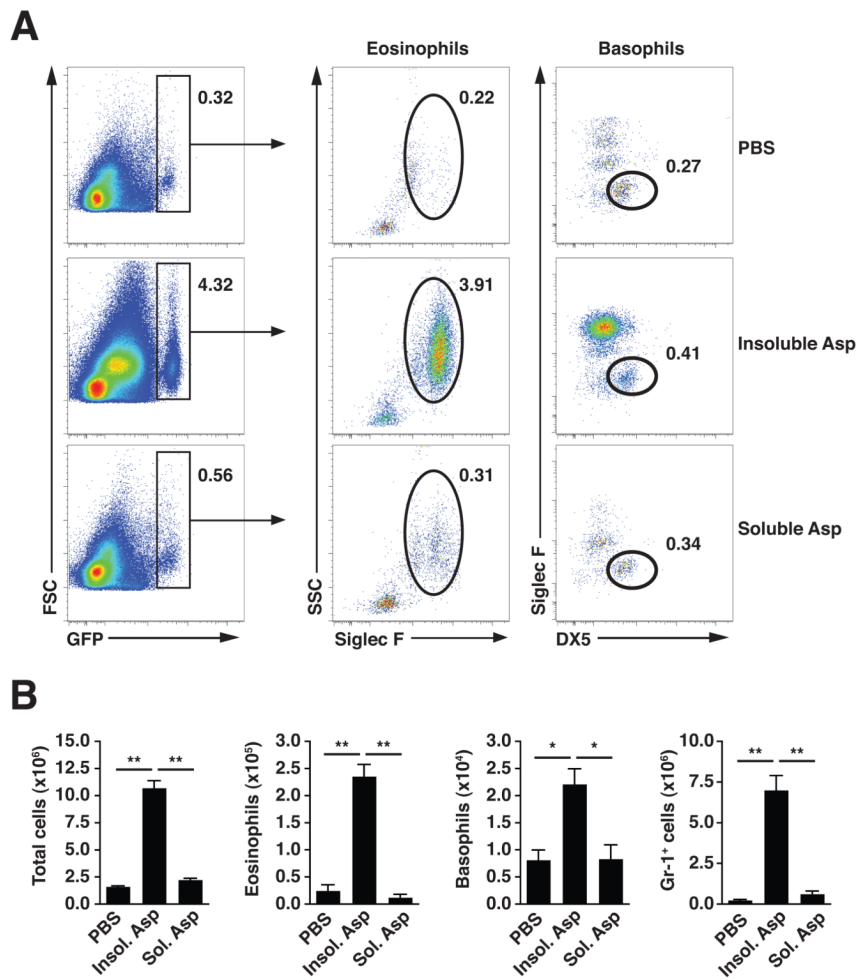 A
Eosinophils
Basophils
0.32
0.22
0.27
PBS
4.32
3.91
0.41
Insoluble Asp
0.56
0.31
0.34
Soluble Asp
FSC
SSC
Siglec F
GFP
Siglec F
DX5
B
Total cells (x10⁶)
15.0
12.5
10.0
7.5
5.0
2.5
0.0
** **
PBS
Insol. Asp
Sol. Asp
Eosinophils (x10⁵)
3.0
2.5
2.0
1.5
1.0
0.5
0.0
** **
PBS
Insol. Asp
Sol. Asp
Basophils (x10⁴)
3.0
2.5
2.0
1.5
1.0
0.5
0.0
* *
PBS
Insol. Asp
Sol. Asp
Gr-1⁺ cells (x10⁶)
10.0
7.5
5.0
2.5
0.0
** **
PBS
Insol. Asp
Sol. Asp